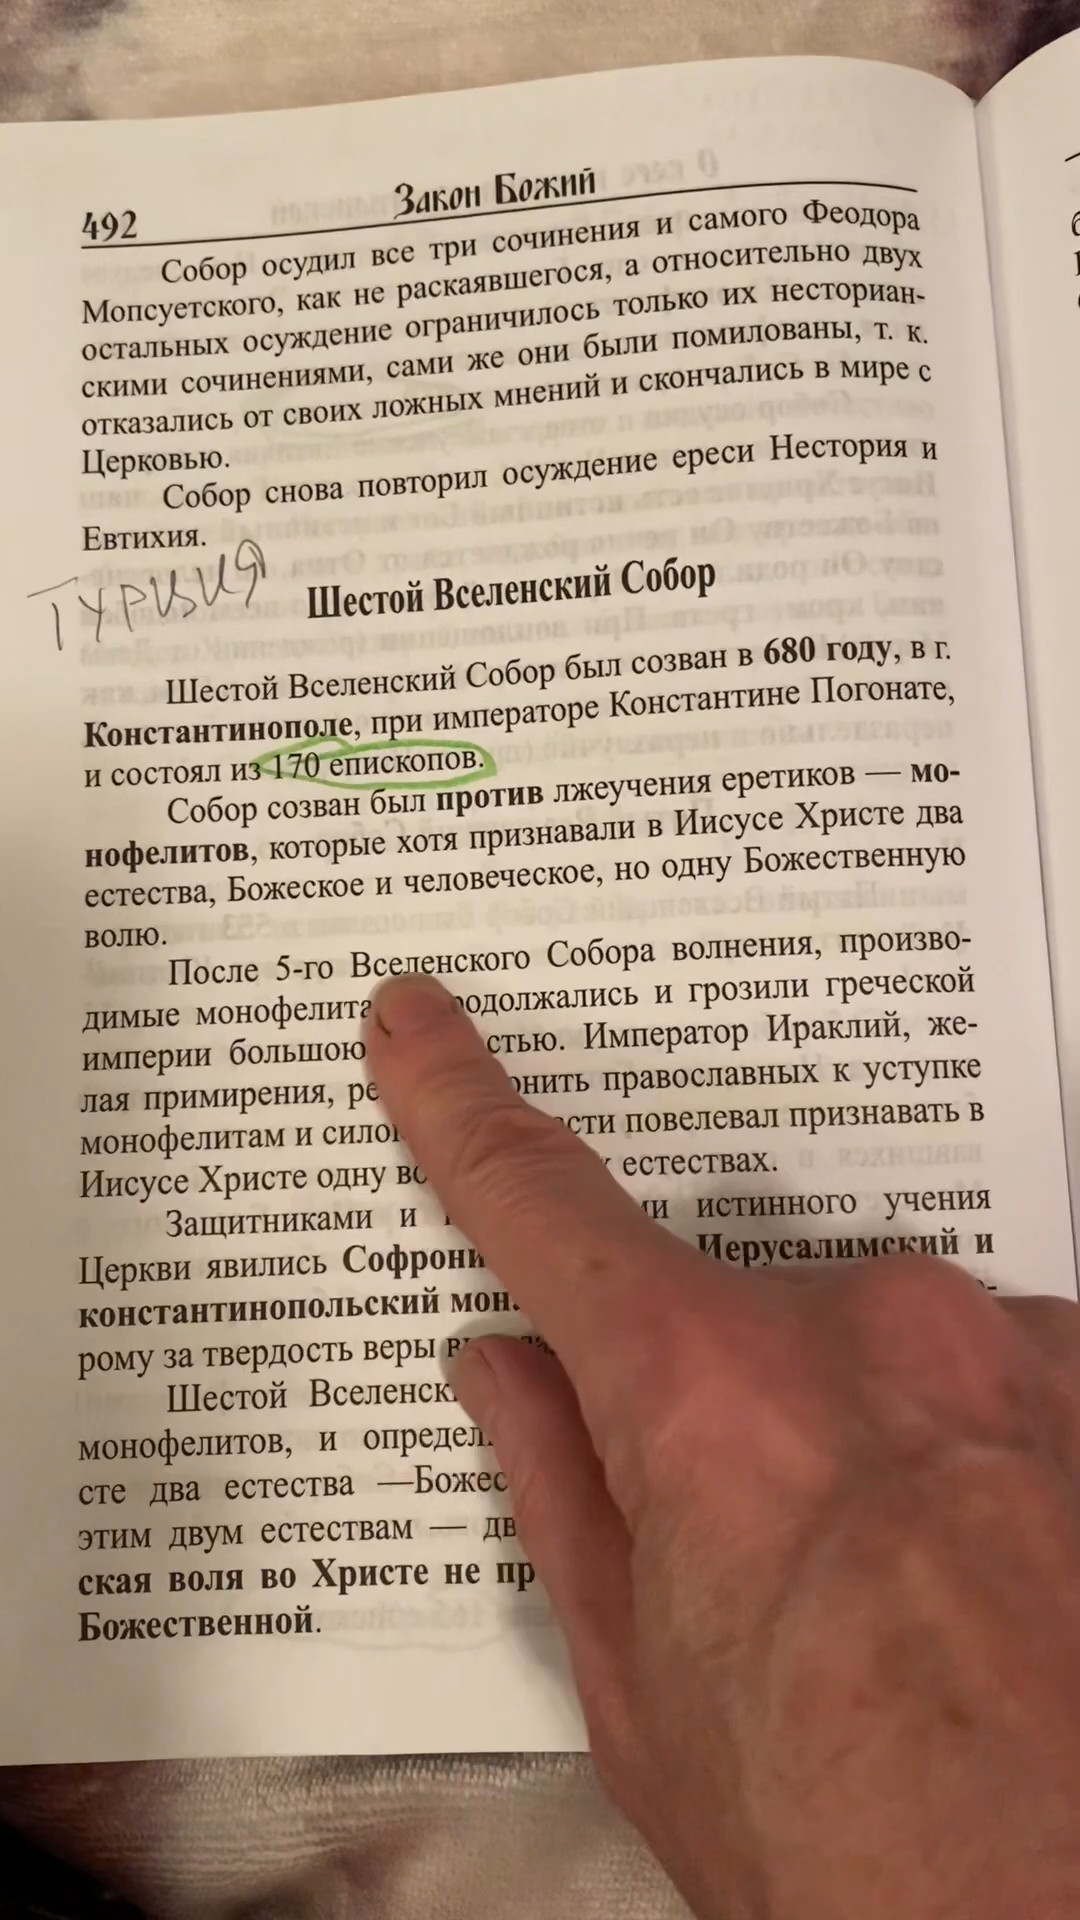 492
Закон Божий
Собор осудил все три сочинения и самого Феодора
Мопсуетского, как не раскаявшегося, а относительно двух
остальных осуждение ограничилось только их несториан-
скими сочинениями, сами же они были помилованы, т. к.
отказались от своих ложных мнений и скончались в мире с
Церковью.
Собор снова повторил осуждение ереси Нестория и
Евтихия.
ТУРЦИЯ
Шестой Вселенский Собор
Шестой Вселенский Собор был созван в 680 году, в г.
Константинополе, при императоре Константине Погонате,
и состоял из 170 епископов.
Собор созван был против лжеучения еретиков — мо-
нофелитов, которые хотя признавали в Иисусе Христе два
естества, Божеское и человеческое, но одну Божественную
волю.
После 5-го Вселенского Собора волнения, произво-
димые монофелита родолжались и грозили греческой
империи большою стью. Император Ираклий, же-
лая примирения, ре онить православных к уступке
монофелитам и сило сти повелевал признавать в
Иисусе Христе одну во естествах.
Защитниками и ми истинного учения
Церкви явились Софрони Иерусалимский и
константинопольский мон
рому за твердость веры
Шестой Вселенск
монофелитов, и определ
сте два естества —Божес
этим двум естествам — дв
ская воля во Христе не пр
Божественной.